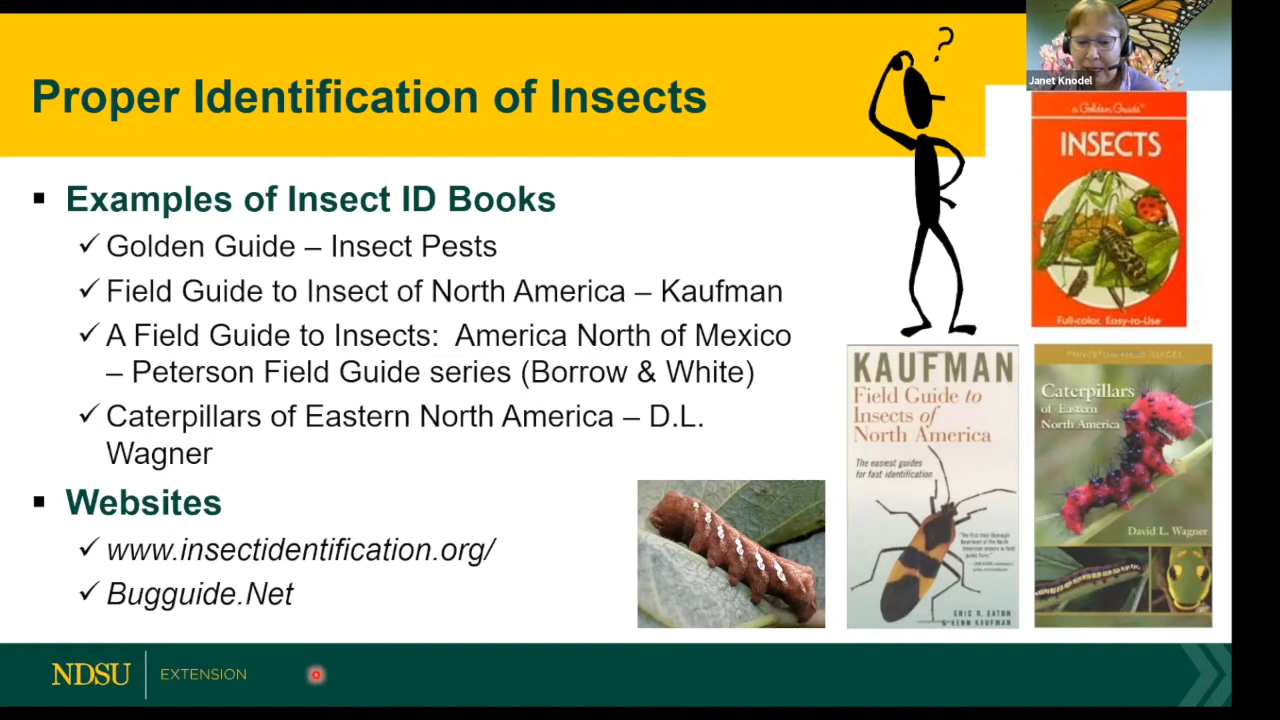 Proper Identification of Insects
?
Janet Knodel
▪ Examples of Insect ID Books
✓ Golden Guide – Insect Pests
✓ Field Guide to Insect of North America – Kaufman
✓ A Field Guide to Insects: America North of Mexico
– Peterson Field Guide series (Borrow & White)
✓ Caterpillars of Eastern North America – D.L.
Wagner
▪ Websites
✓ www.insectidentification.org/
✓ Bugguide.Net
a Golden Guide®
INSECTS
Full-color, Easy-to-Use
KAUFMAN
Field Guide to
Insects of
North America
The easiest guides
for fast identification
ERIC R. EATON
& KENN KAUFMAN
PRINCETON FIELD GUIDES
Caterpillars
of Eastern
North America
David L. Wagner
NDSU
EXTENSION